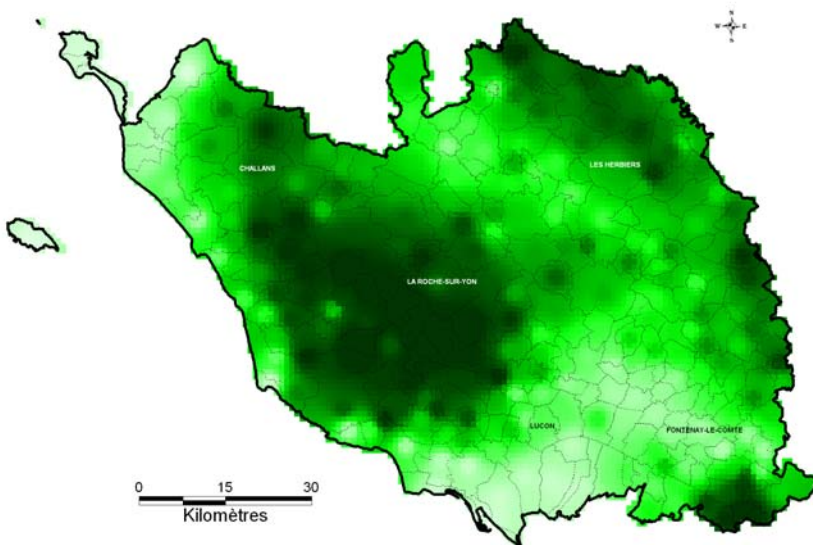 N
W E
S
CHALLANS
LES HERBIERS
LA ROCHE-SUR-YON
LUCON
FONTENAY-LE-COMTE
0 15 30
Kilomètres